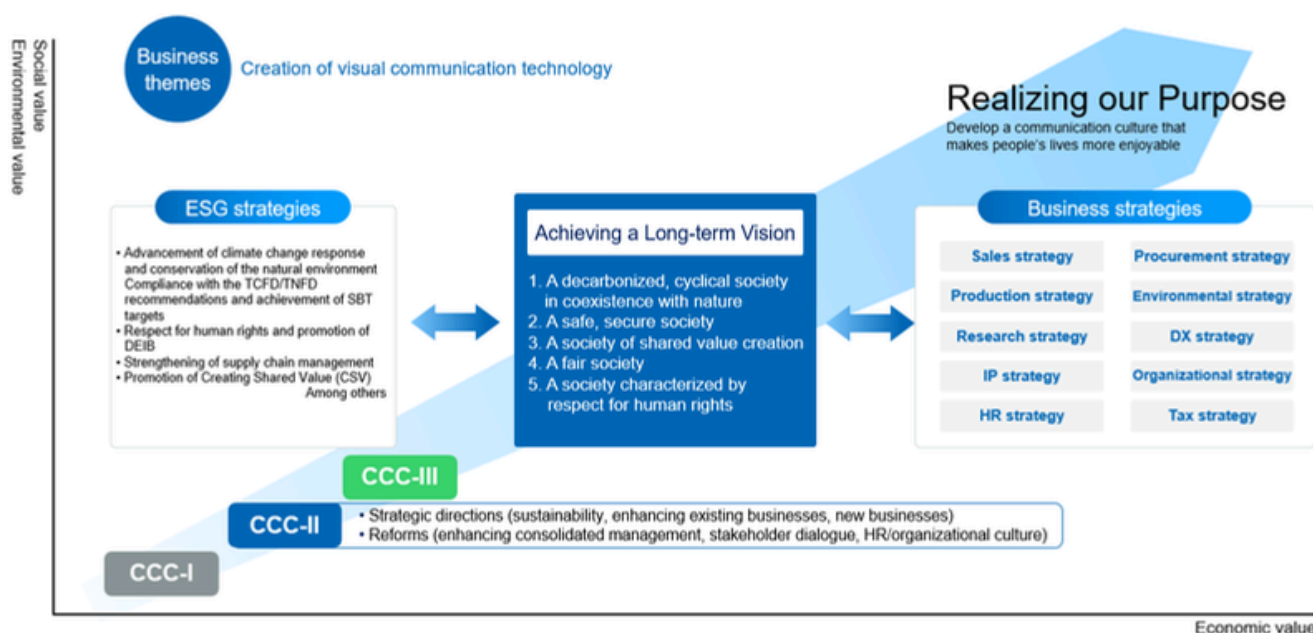 Social value
Environmental value
Business
themes
Creation of visual communication technology
Realizing our Purpose
Develop a communication culture that
makes people's lives more enjoyable
ESG strategies
• Advancement of climate change response
and conservation of the natural environment
Compliance with the TCFD/TNFD
recommendations and achievement of SBT
targets
• Respect for human rights and promotion of
DEIB
• Strengthening of supply chain management
• Promotion of Creating Shared Value (CSV)
Among others
Achieving a Long-term Vision
1. A decarbonized, cyclical society
in coexistence with nature
2. A safe, secure society
3. A society of shared value creation
4. A fair society
5. A society characterized by
respect for human rights
Business strategies
Sales strategy
Procurement strategy
Production strategy
Environmental strategy
Research strategy
DX strategy
IP strategy
Organizational strategy
HR strategy
Tax strategy
CCC-III
CCC-II
• Strategic directions (sustainability, enhancing existing businesses, new businesses)
• Reforms (enhancing consolidated management, stakeholder dialogue, HR/organizational culture)
CCC-I
Economic value